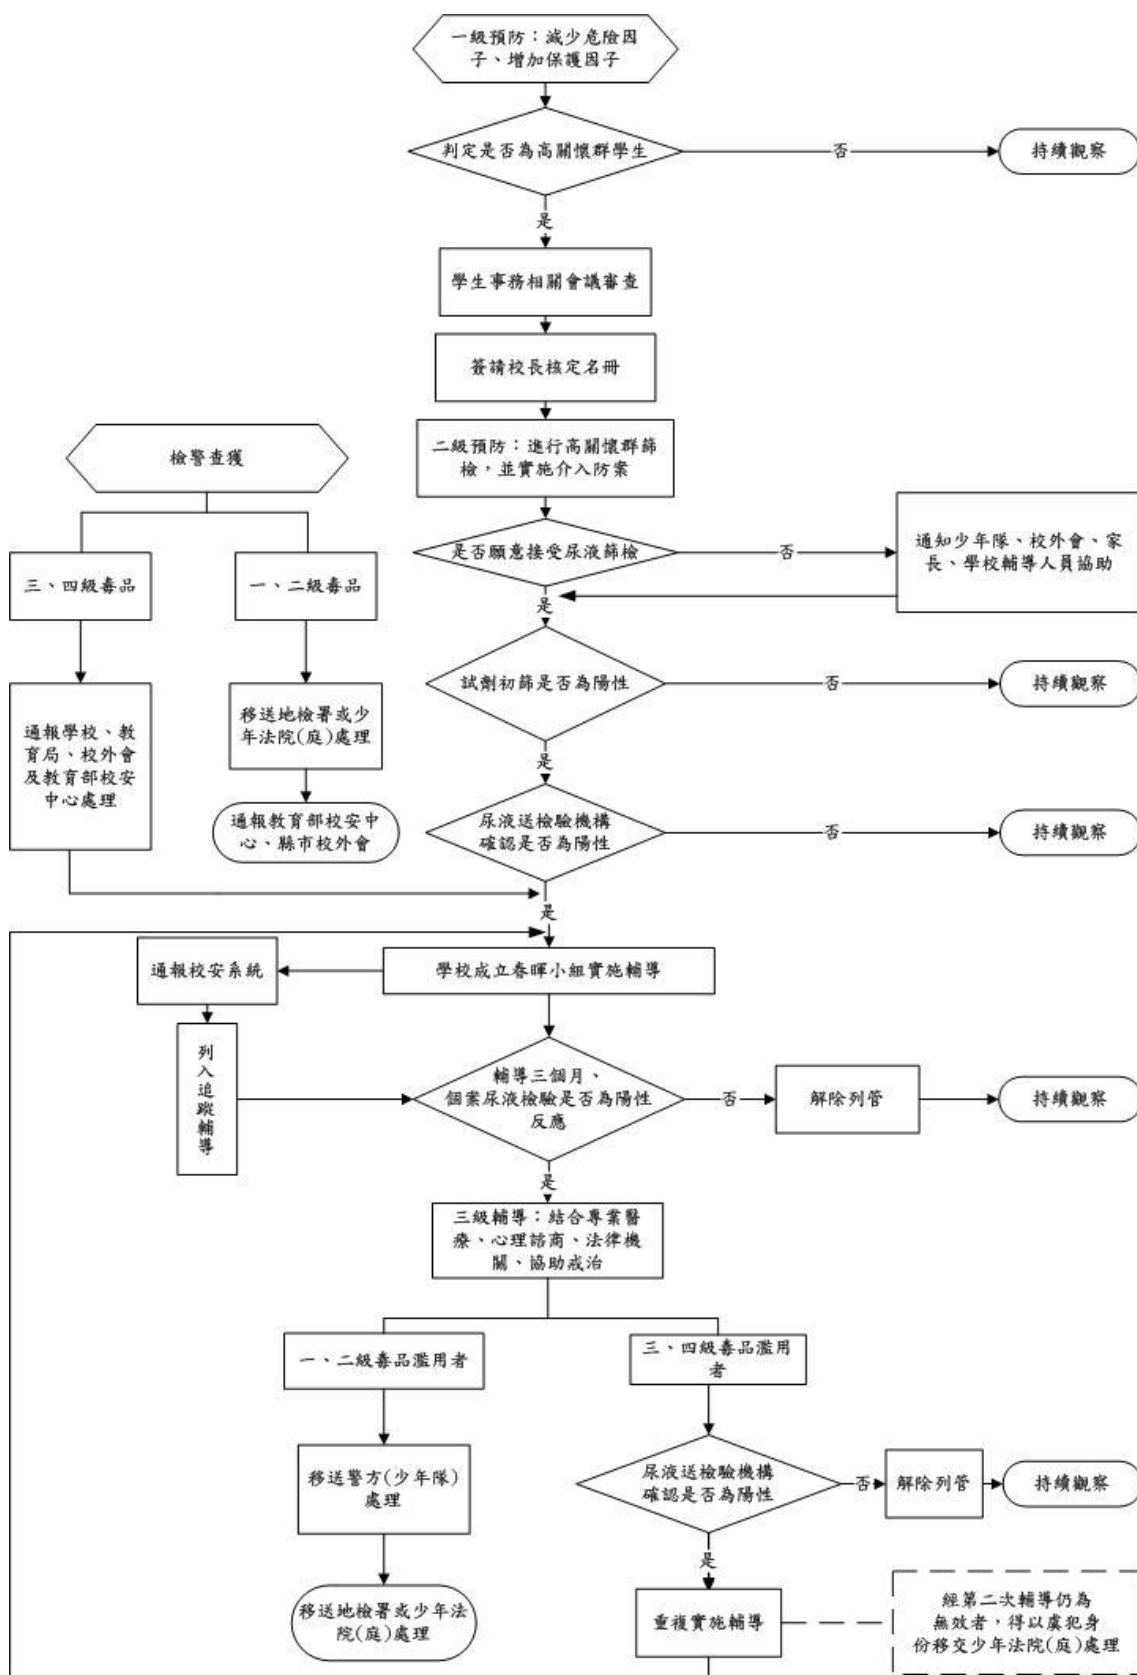 一級預防：減少危險因
子、增加保護因子
判定是否為高關懷群學生
否
持續觀察
是
學生事務相關會議審查
簽請校長核定名冊
二級預防：進行高關懷群篩
檢，並實施介入防案
檢警查獲
是否願意接受尿液篩檢
否
通知少年隊、校外會、家
長、學校輔導人員協助
三、四級毒品
一、二級毒品
是
試劑初篩是否為陽性
否
持續觀察
通報學校、教
育局、校外會
及教育部校安
中心處理
移送地檢署或少
年法院(庭)處理
是
通報教育部校安中
心、縣市校外會
尿液送檢驗機構
確認是否為陽性
否
持續觀察
是
通報校安系統
學校成立春暉小組實施輔導
列入追蹤輔導
輔導三個月、
個案尿液檢驗是否為陽性
反應
否
解除列管
持續觀察
是
三級輔導：結合專業醫
療、心理諮商、法律機
關、協助戒治
一、二級毒品濫用者
三、四級毒品濫用
者
移送警方(少年隊)
處理
尿液送檢驗機構
確認是否為陽性
否
解除列管
持續觀察
是
移送地檢署或少年法
院(庭)處理
重複實施輔導
經第二次輔導仍為
無效者，得以虞犯身
份移交少年法院(庭)處理